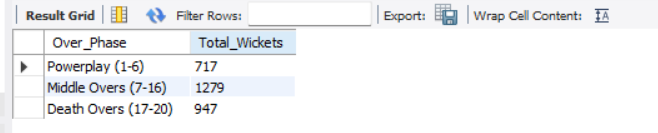 Result Grid Filter Rows: Export: Wrap Cell Content:
Over_Phase Total_Wickets
Powerplay (1-6) 717
Middle Overs (7-16) 1279
Death Overs (17-20) 947